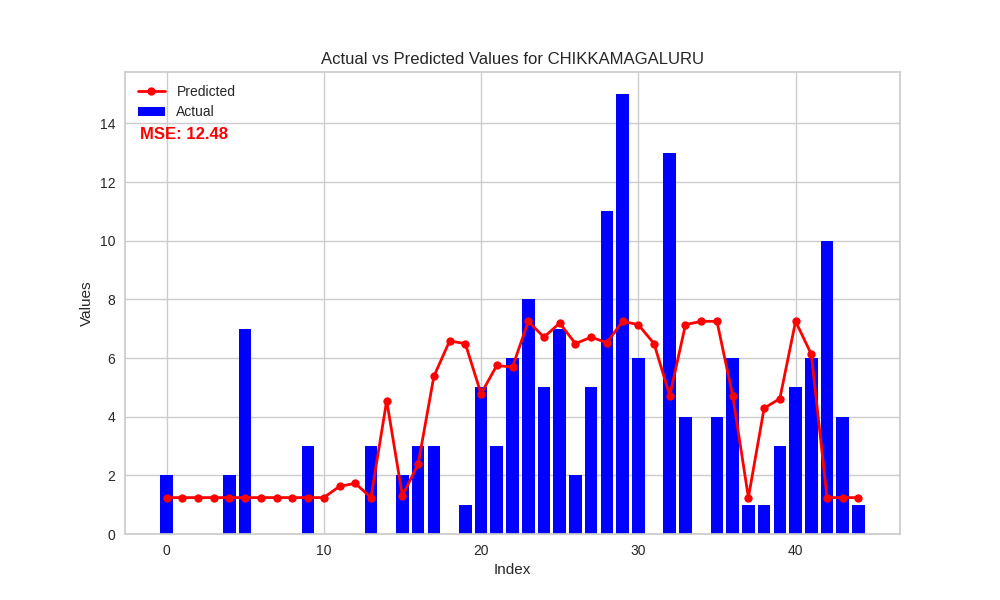 Actual vs Predicted Values for CHIKKAMAGALURU
Predicted
Actual
MSE: 12.48
Values
14
12
10
8
6
4
2
0
0 10 20 30 40
Index